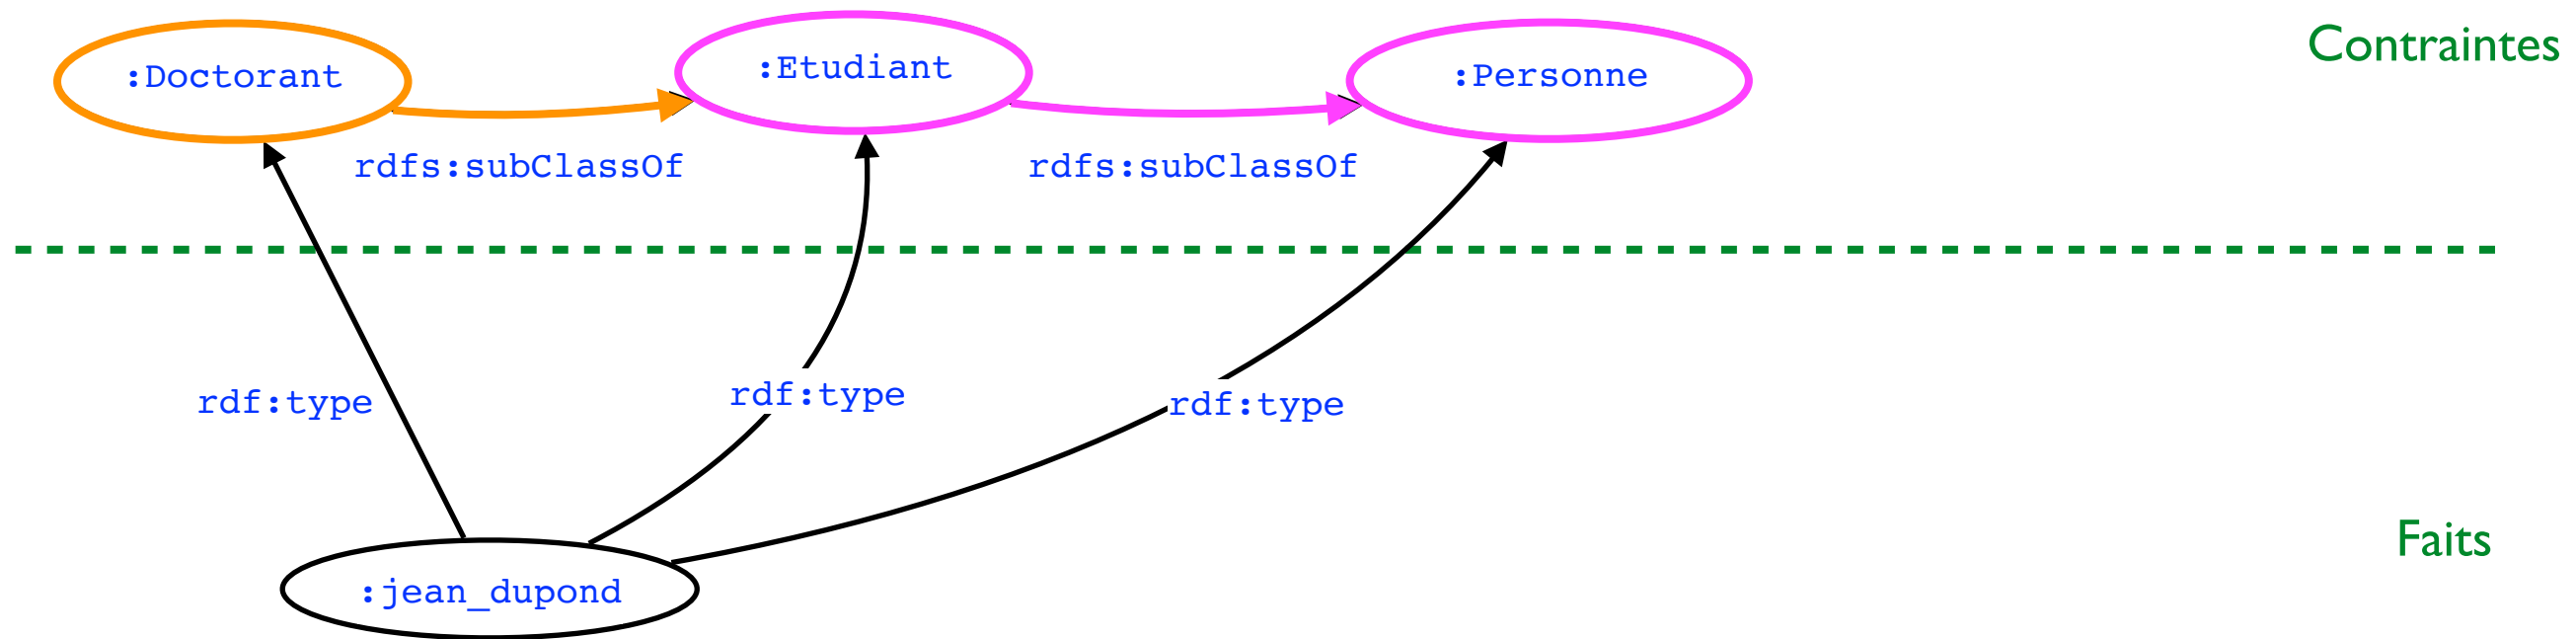 Contraintes
:Doctorant
:Etudiant
:Personne
rdfs:subClassOf
rdfs:subClassOf
rdf:type
rdf:type
rdf:type
Faits
:jean_dupond